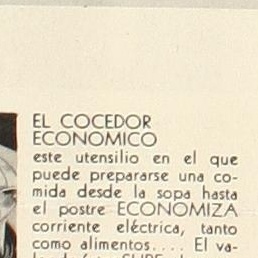 EL COCEDOR
ECONOMICO
este utensilio en el que
puede prepararse una co-
mida desde la sopa hasta
el postre ECONOMIZA
corriente eléctrica, tanto
como alimentos.... El va-